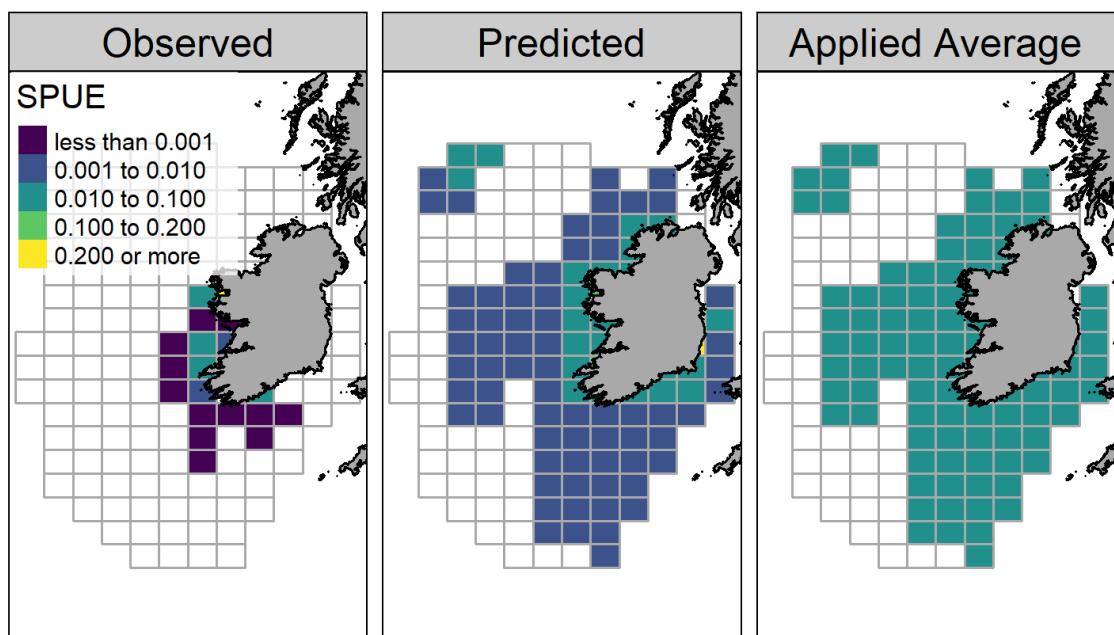 Observed
Predicted
Applied Average
SPUE
less than 0.001
0.001 to 0.010
0.010 to 0.100
0.100 to 0.200
0.200 or more